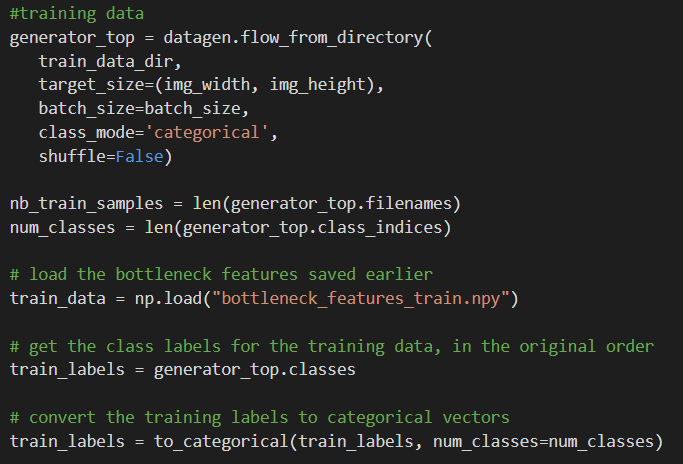 #training data
generator_top = datagen.flow_from_directory(
   train_data_dir,
   target_size=(img_width, img_height),
   batch_size=batch_size,
   class_mode='categorical',
   shuffle=False)

nb_train_samples = len(generator_top.filenames)
num_classes = len(generator_top.class_indices)

# load the bottleneck features saved earlier
train_data = np.load("bottleneck_features_train.npy")

# get the class labels for the training data, in the original order
train_labels = generator_top.classes

# convert the training labels to categorical vectors
train_labels = to_categorical(train_labels, num_classes=num_classes)